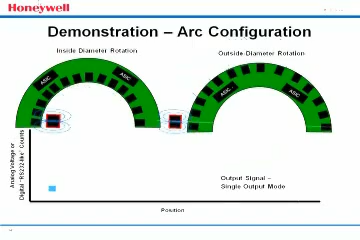 Honeywell
Demonstration – Arc Configuration
Inside Diameter Rotation
Outside Diameter Rotation
ASIC
ASIC
ASIC
ASIC
Analog Voltage or
Digital "RS232-like" Counts
Output Signal –
Single Output Mode
Position